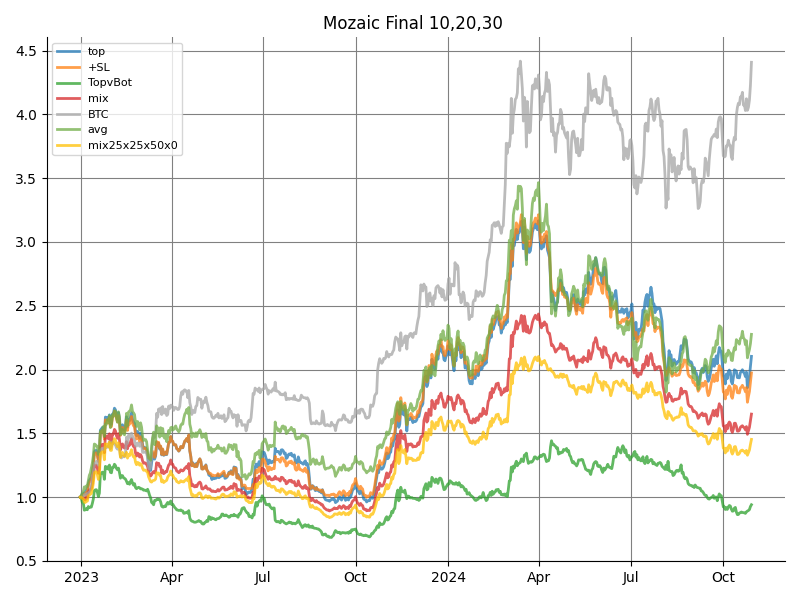 Mozaic Final 10,20,30
top
+SL
TopvBot
mix
BTC
avg
mix25x25x50x0
4.5
4.0
3.5
3.0
2.5
2.0
1.5
1.0
0.5
2023 Apr Jul Oct 2024 Apr Jul Oct